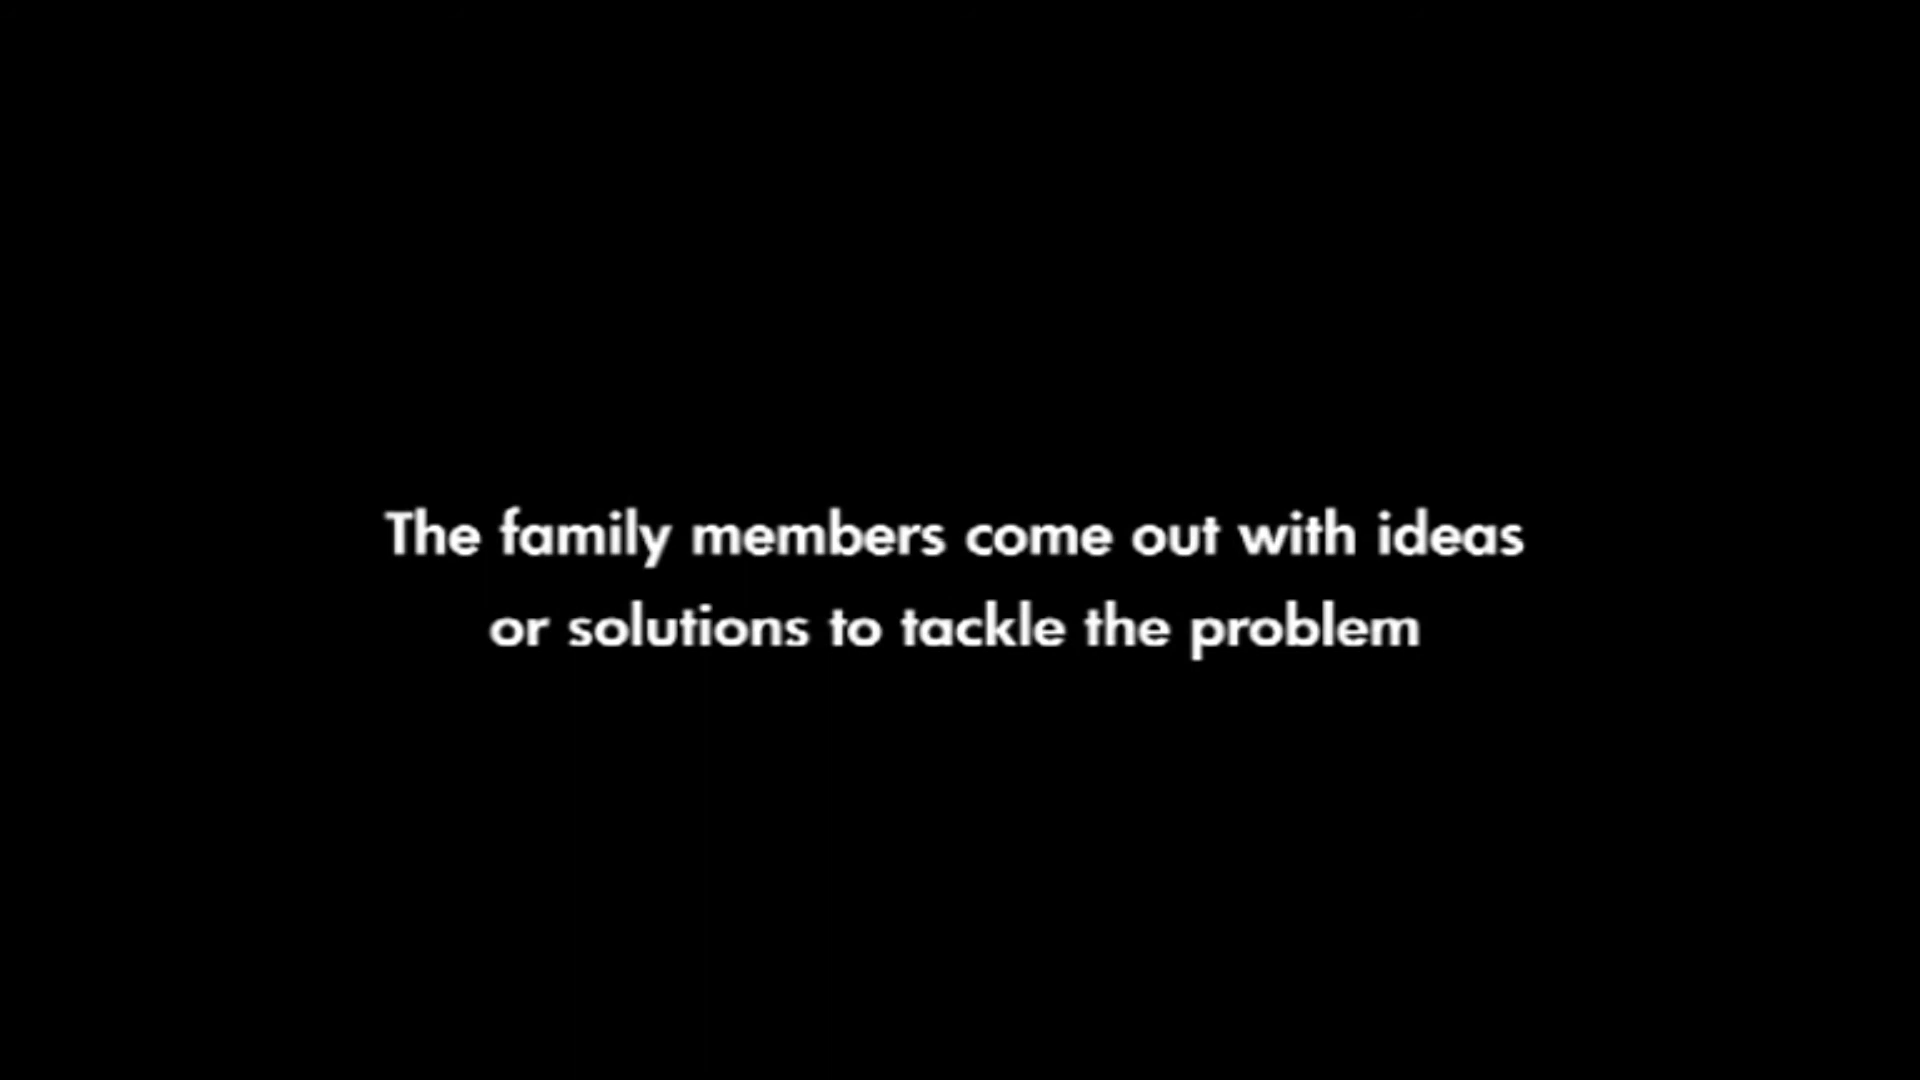 The family members come out with ideas
or solutions to tackle the problem